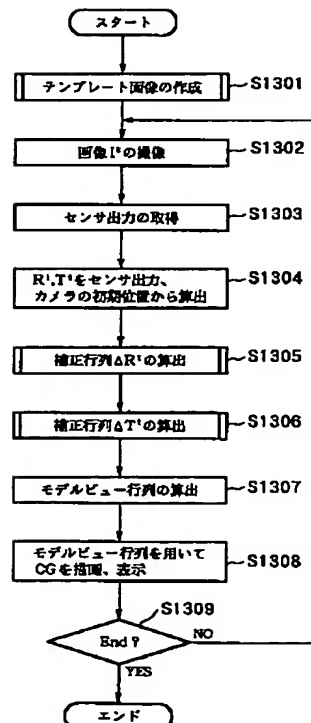 スタート
テンプレート画像の作成
S1301
画像Iᵗの撮像
S1302
センサ出力の取得
S1303
Rᵗ,Tᵗをセンサ出力、
カメラの初期位置から算出
S1304
補正行列ΔRᵗの算出
S1305
補正行列ΔTᵗの算出
S1306
モデルビュー行列の算出
S1307
モデルビュー行列を用いて
CGを描画、表示
S1308
S1309
End?
NO
YES
エンド